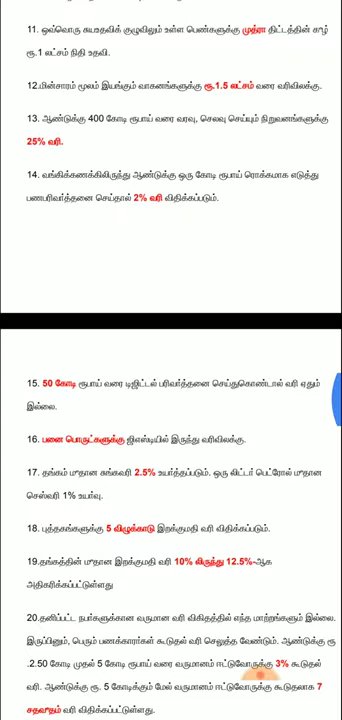 11. ஒவ்வொரு சுயஉதவிக் குழுவிலும் உள்ள பெண்களுக்கு முத்ரா திட்டத்தின் கீழ்
ரூ.1 லட்சம் நிதி உதவி.
12.மின்சாரம் மூலம் இயங்கும் வாகனங்களுக்கு ரூ.1.5 லட்சம் வரை வரிவிலக்கு.
13. ஆண்டுக்கு 400 கோடி ரூபாய் வரை வரவு, செலவு செய்யும் நிறுவனங்களுக்கு
25% வரி.
14. வங்கிக்கணக்கிலிருந்து ஆண்டுக்கு ஒரு கோடி ரூபாய் ரொக்கமாக எடுத்து
பணபரிவர்த்தனை செய்தால் 2% வரி விதிக்கப்படும்.
15. 50 கோடி ரூபாய் வரை டிஜிட்டல் பரிவர்த்தனை செய்துகொண்டால் வரி ஏதும்
இல்லை.
16. பனை பொருட்களுக்கு ஜிஎஸ்டியில் இருந்து வரிவிலக்கு.
17. தங்கம் மீதான சுங்கவரி 2.5% உயர்த்தப்படும். ஒரு லிட்டர் பெட்ரோல் மீதான
செஸ்வரி 1% உயர்வு.
18. புத்தகங்களுக்கு 5 விழுக்காடு இறக்குமதி வரி விதிக்கப்படும்.
19.தங்கத்தின் மீதான இறக்குமதி வரி 10% லிருந்து 12.5%-ஆக
அதிகரிக்கப்பட்டுள்ளது
20.தனிப்பட்ட நபர்களுக்கான வருமான வரி விகிதத்தில் எந்த மாற்றங்களும் இல்லை.
இருப்பினும், பெரும் பணக்காரர்கள் கூடுதல் வரி செலுத்த வேண்டும். ஆண்டுக்கு ரூ
.2.50 கோடி முதல் 5 கோடி ரூபாய் வரை வருமானம் ஈட்டுவோருக்கு 3% கூடுதல்
வரி. ஆண்டுக்கு ரூ. 5 கோடிக்கும் மேல் வருமானம் ஈட்டுவோருக்கு கூடுதலாக 7
சதவீதம் வரி விதிக்கப்பட்டுள்ளது.